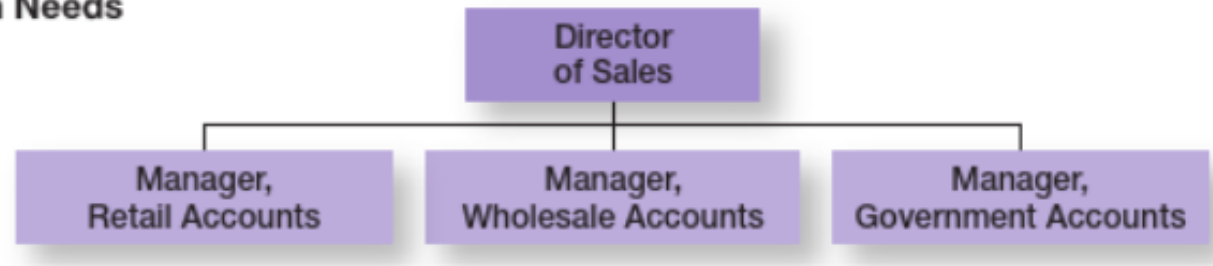 Needs
Director
of Sales
Manager,
Retail Accounts
Manager,
Wholesale Accounts
Manager,
Government Accounts